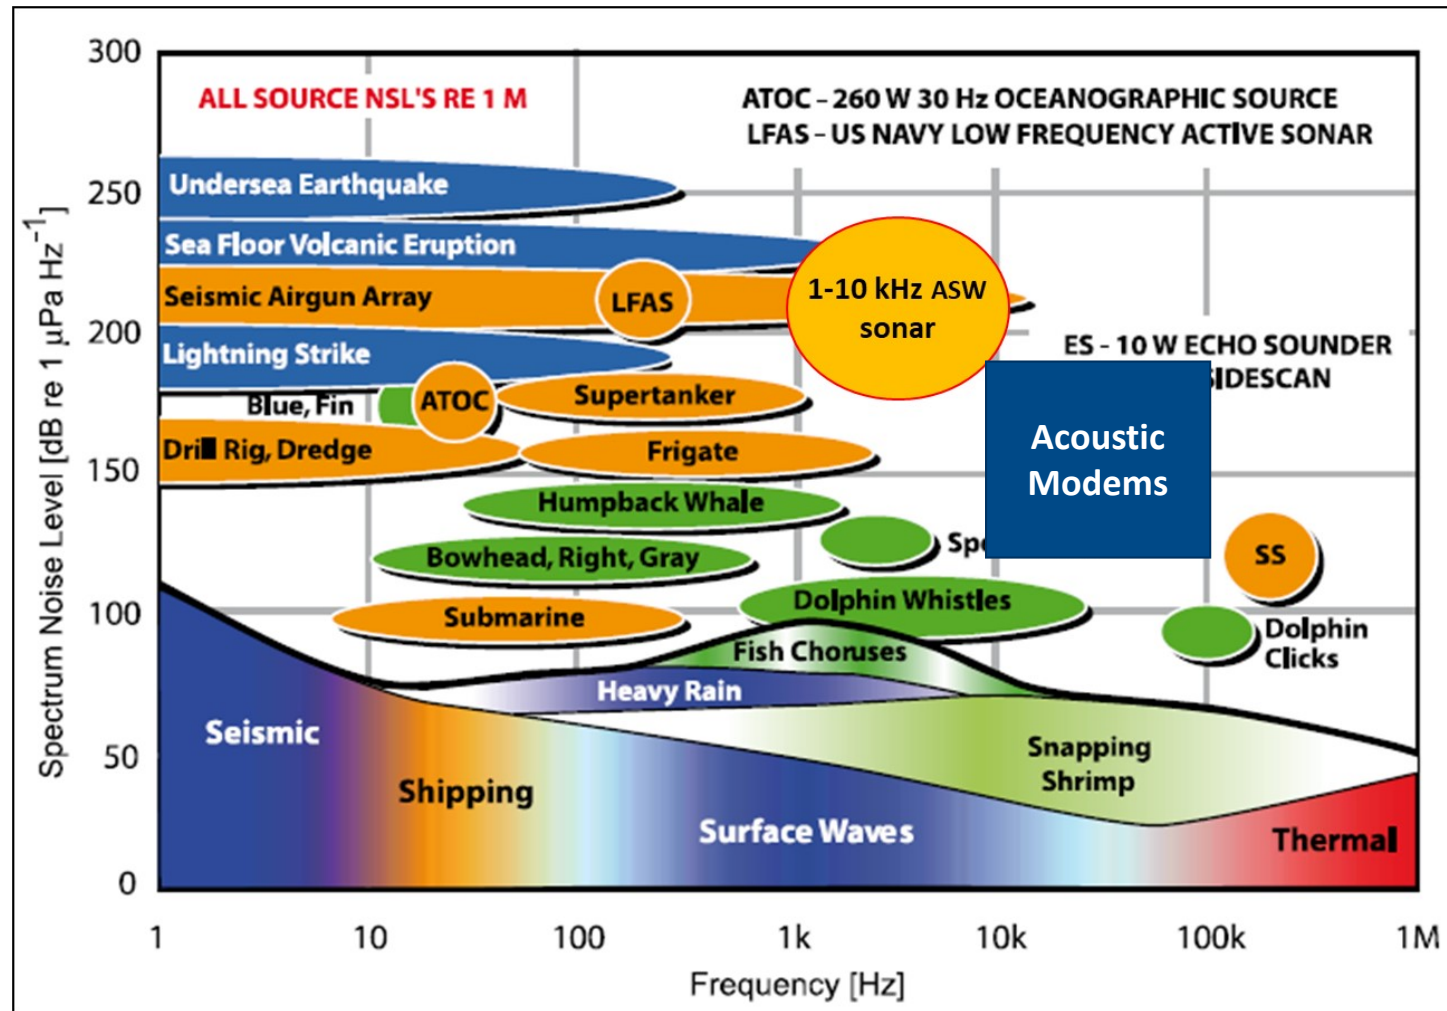 300
ALL SOURCE NSL'S RE 1 M
ATOC – 260 W 30 Hz OCEANOGRAPHIC SOURCE
LFAS – US NAVY LOW FREQUENCY ACTIVE SONAR
250
Undersea Earthquake
Sea Floor Volcanic Eruption
Seismic Airgun Array
LFAS
1-10 kHz ASW
sonar
200
Lightning Strike
ES - 10 W ECHO SOUNDER
SIDESCAN
Blue, Fin
ATOC
Supertanker
Drill Rig, Dredge
Frigate
Acoustic
Modems
150
Humpback Whale
Bowhead, Right, Gray
SS
100
Submarine
Dolphin Whistles
Dolphin
Clicks
Fish Choruses
Heavy Rain
Seismic
50
Snapping
Shrimp
Shipping
Surface Waves
Thermal
0
Spectrum Noise Level [dB re 1 µPa Hz⁻¹]
1 10 100 1k 10k 100k 1M
Frequency [Hz]